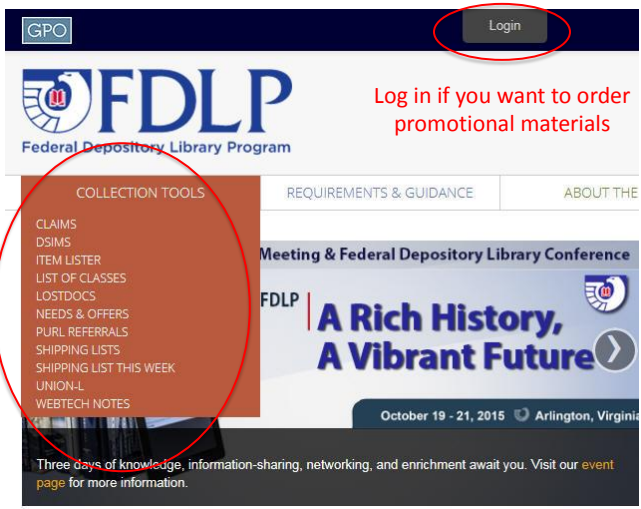 GPO
Login
FDLP
Federal Depository Library Program
Log in if you want to order
promotional materials
COLLECTION TOOLS
REQUIREMENTS & GUIDANCE
ABOUT THE
CLAIMS
DSIMS
ITEM LISTER
LIST OF CLASSES
LOSTDOCS
NEEDS & OFFERS
PURL REFERRALS
SHIPPING LISTS
SHIPPING LIST THIS WEEK
UNION-L
WEBTECH NOTES
Meeting & Federal Depository Library Conference
FDLP
A Rich History,
A Vibrant Future
October 19 - 21, 2015 Arlington, Virginia
Three days of knowledge, information-sharing, networking, and enrichment await you. Visit our event
page for more information.